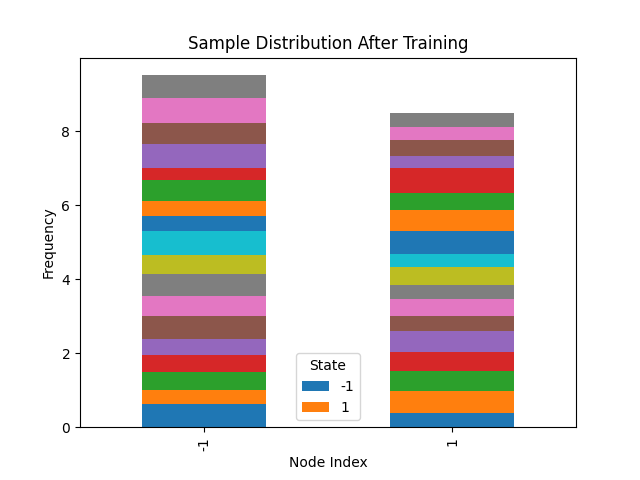 Sample Distribution After Training
Frequency
8
6
4
2
0
State
-1
1
-1
1
Node Index